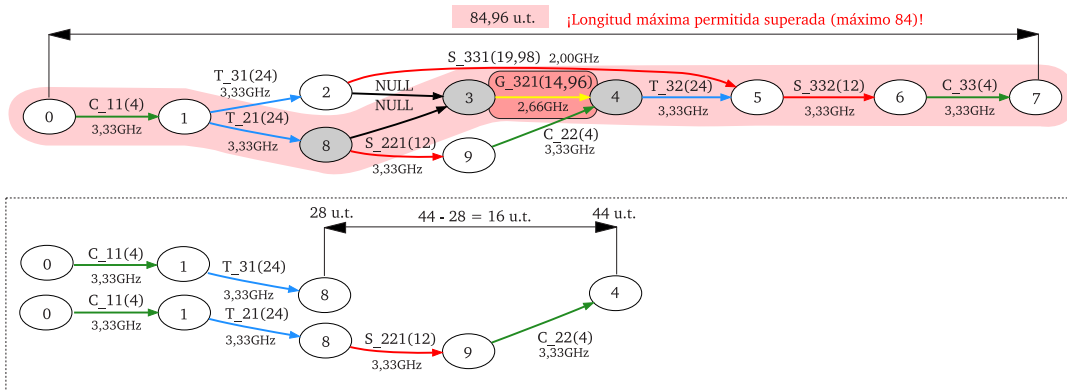 84,96 u.t. ¡Longitud máxima permitida superada (máximo 84)!
S_331(19,98) 2,00GHz
T_31(24)
3,33GHz
2
NULL
NULL
G_321(14,96)
2,66GHz
C_11(4)
3,33GHz
T_21(24)
3,33GHz
T_32(24)
3,33GHz
S_332(12)
3,33GHz
C_33(4)
3,33GHz
0
1
3
4
5
6
7
8
S_221(12)
3,33GHz
9
C_22(4)
3,33GHz
28 u.t.
44 - 28 = 16 u.t.
44 u.t.
0
C_11(4)
3,33GHz
1
T_31(24)
3,33GHz
8
4
0
C_11(4)
3,33GHz
1
T_21(24)
3,33GHz
8
S_221(12)
3,33GHz
9
C_22(4)
3,33GHz